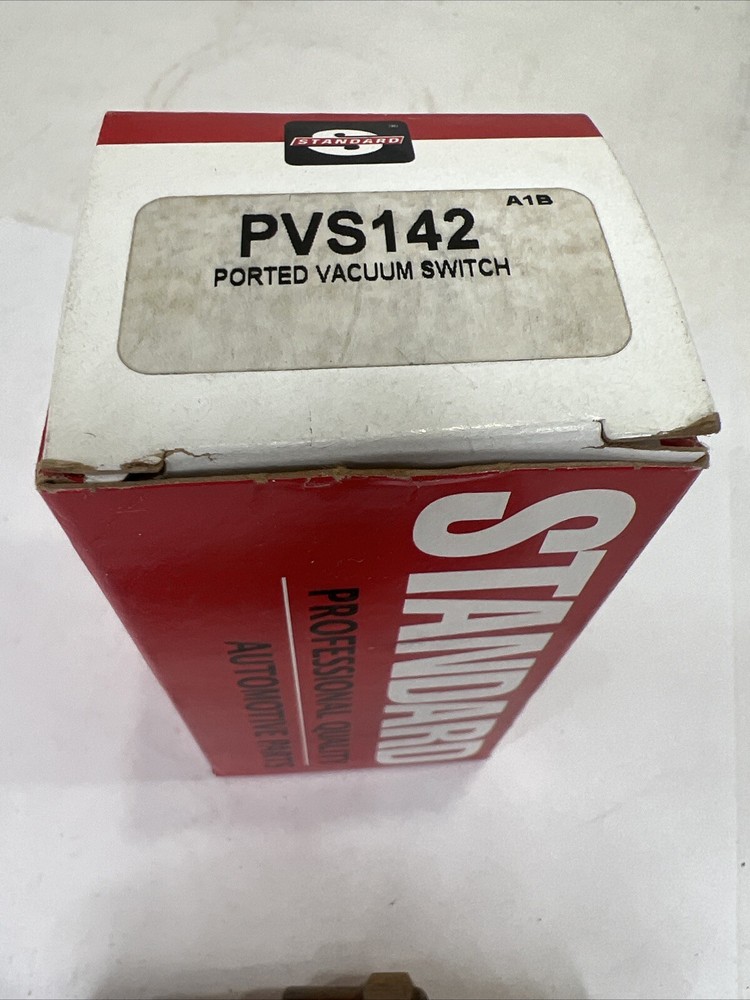 STANDARD
A1B
PVS142
PORTED VACUUM SWITCH
STANDARD
PROFESSIONAL QUALITY
AUTOMOTIVE PARTS